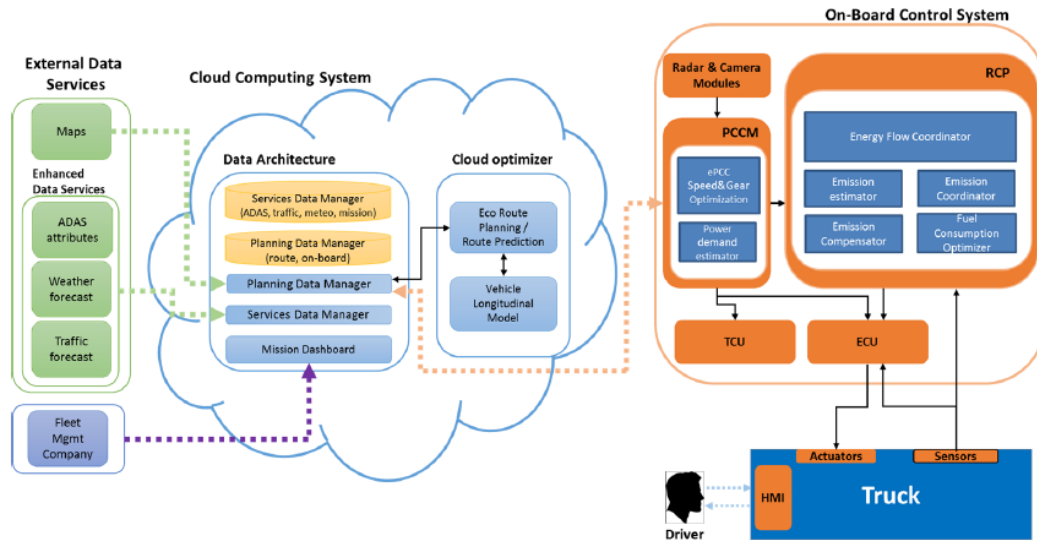 External Data
Services
Maps
Enhanced
Data Services
ADAS
attributes
Weather
forecast
Traffic
forecast
Fleet
Mgmt
Company
Cloud Computing System
Data Architecture
Services Data Manager
(ADAS, traffic, meteo, mission)
Planning Data Manager
(route, on-board)
Planning Data Manager
Services Data Manager
Mission Dashboard
Cloud optimizer
Eco Route
Planning /
Route Prediction
Vehicle
Longitudinal
Model
On-Board Control System
Radar & Camera
Modules
PCCM
ePCC
Speed&Gear
Optimization
Power
demand
estimator
RCP
Energy Flow Coordinator
Emission
estimator
Emission
Coordinator
Emission
Compensator
Fuel
Consumption
Optimizer
TCU
ECU
Actuators
Sensors
HMI
Truck
Driver